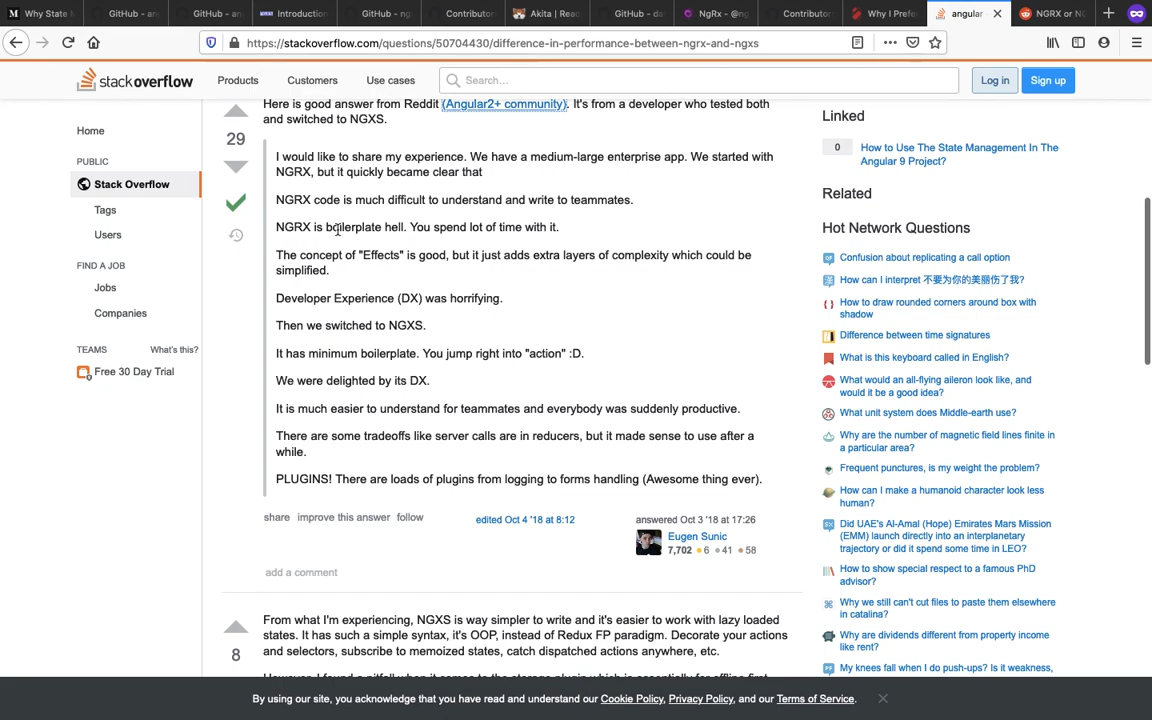 Why State M
GitHub - an
GitHub - an
Introduction
GitHub - ng
Contributor
Akita | Reac
GitHub - da
NgRx - @ng
Contributor
Why I Prefe
angular
NGRX or NG
https://stackoverflow.com/questions/50704430/difference-in-performance-between-ngrx-and-ngxs
stackoverflow
Products
Customers
Use cases
Search...
Log in
Sign up
Home
PUBLIC
Stack Overflow
Tags
Users
FIND A JOB
Jobs
Companies
TEAMS
What's this?
Free 30 Day Trial
29
Here is good answer from Reddit (Angular2+ community). It's from a developer who tested both
and switched to NGXS.
I would like to share my experience. We have a medium-large enterprise app. We started with
NGRX, but it quickly became clear that
NGRX code is much difficult to understand and write to teammates.
NGRX is boilerplate hell. You spend lot of time with it.
The concept of "Effects" is good, but it just adds extra layers of complexity which could be
simplified.
Developer Experience (DX) was horrifying.
Then we switched to NGXS.
It has minimum boilerplate. You jump right into "action" :D.
We were delighted by its DX.
It is much easier to understand for teammates and everybody was suddenly productive.
There are some tradeoffs like server calls are in reducers, but it made sense to use after a
while.
PLUGINS! There are loads of plugins from logging to forms handling (Awesome thing ever).
share improve this answer follow
edited Oct 4 '18 at 8:12
answered Oct 3 '18 at 17:26
Eugen Sunic
7,702 6 41 58
add a comment
8
From what I'm experiencing, NGXS is way simpler to write and it's easier to work with lazy loaded
states. It has such a simple syntax, it's OOP, instead of Redux FP paradigm. Decorate your actions
and selectors, subscribe to memoized states, catch dispatched actions anywhere, etc.
However I found a pitfall when it comes to the storage plugin which is essentially for offline first
Linked
0
How to Use The State Management In The
Angular 9 Project?
Related
Hot Network Questions
Confusion about replicating a call option
How can I interpret 不要为你的美丽伤了我?
How to draw rounded corners around box with
shadow
Difference between time signatures
What is this keyboard called in English?
What would an all-flying aileron look like, and
would it be a good idea?
What unit system does Middle-earth use?
Why are the number of magnetic field lines finite in
a particular area?
Frequent punctures, is my weight the problem?
How can I make a humanoid character look less
human?
Did UAE's Al-Amal (Hope) Emirates Mars Mission
(EMM) launch directly into an interplanetary
trajectory or did it spend some time in LEO?
How to show special respect to a famous PhD
advisor?
Why we still can't cut files to paste them elsewhere
in catalina?
Why are dividends different from property income
like rent?
My knees fall when I do push-ups? Is it weakness,
By using our site, you acknowledge that you have read and understand our Cookie Policy, Privacy Policy, and our Terms of Service.